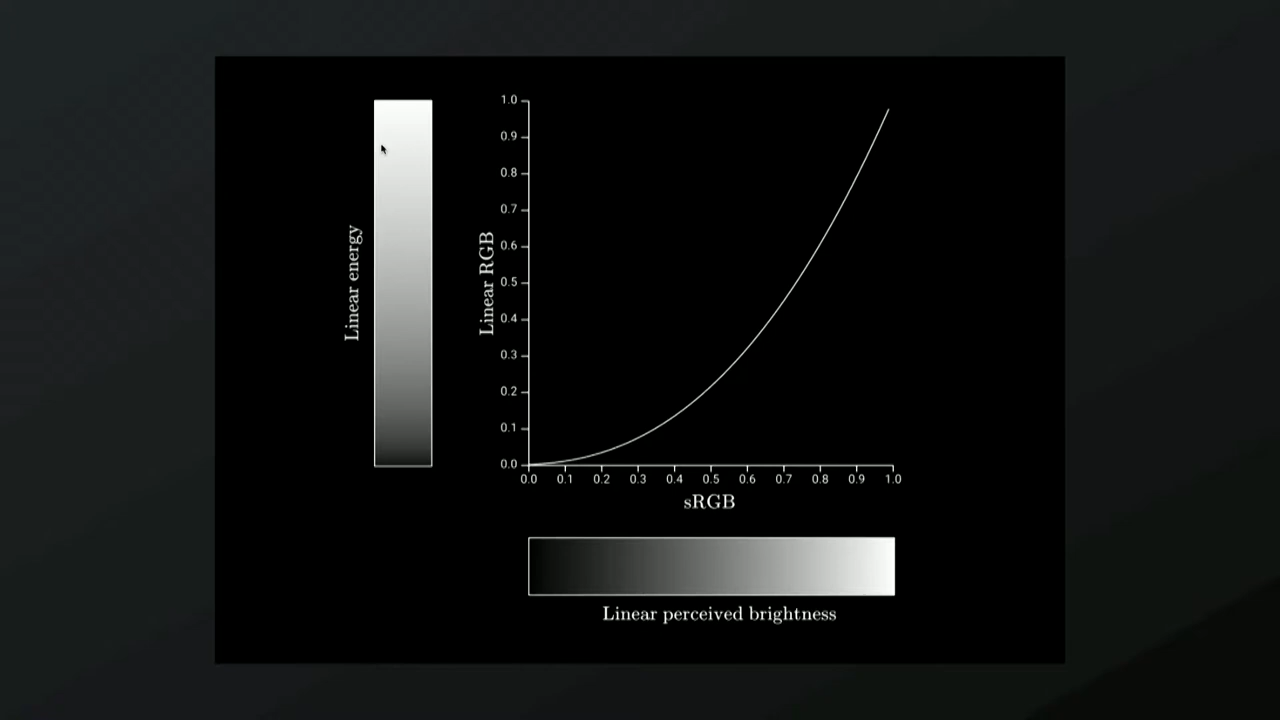 Linear energy
Linear RGB
1.0
0.9
0.8
0.7
0.6
0.5
0.4
0.3
0.2
0.1
0.0
0.0 0.1 0.2 0.3 0.4 0.5 0.6 0.7 0.8 0.9 1.0
sRGB
Linear perceived brightness